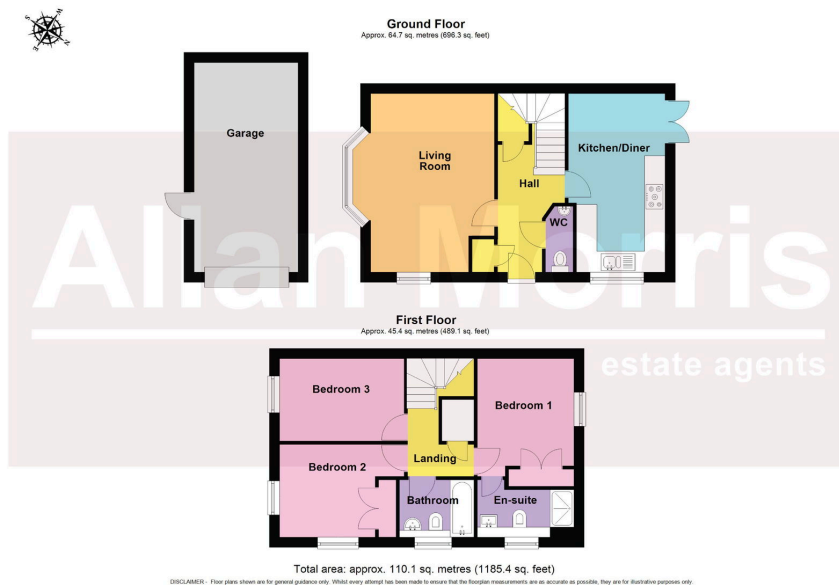 Ground Floor
Approx. 64.7 sq. metres (696.3 sq. feet)
W
S
N
E
Garage
Living
Room
Hall
Kitchen/Diner
WC
Allan Morris
estate agents
First Floor
Approx. 45.4 sq. metres (489.1 sq. feet)
Bedroom 3
Bedroom 1
Landing
Bedroom 2
Bathroom
En-suite
Total area: approx. 110.1 sq. metres (1185.4 sq. feet)
DISCLAIMER - Floor plans shown are for general guidance only. Whilst every attempt has been made to ensure that the floorplan measurements are as accurate as possible, they are for illustrative purposes only.